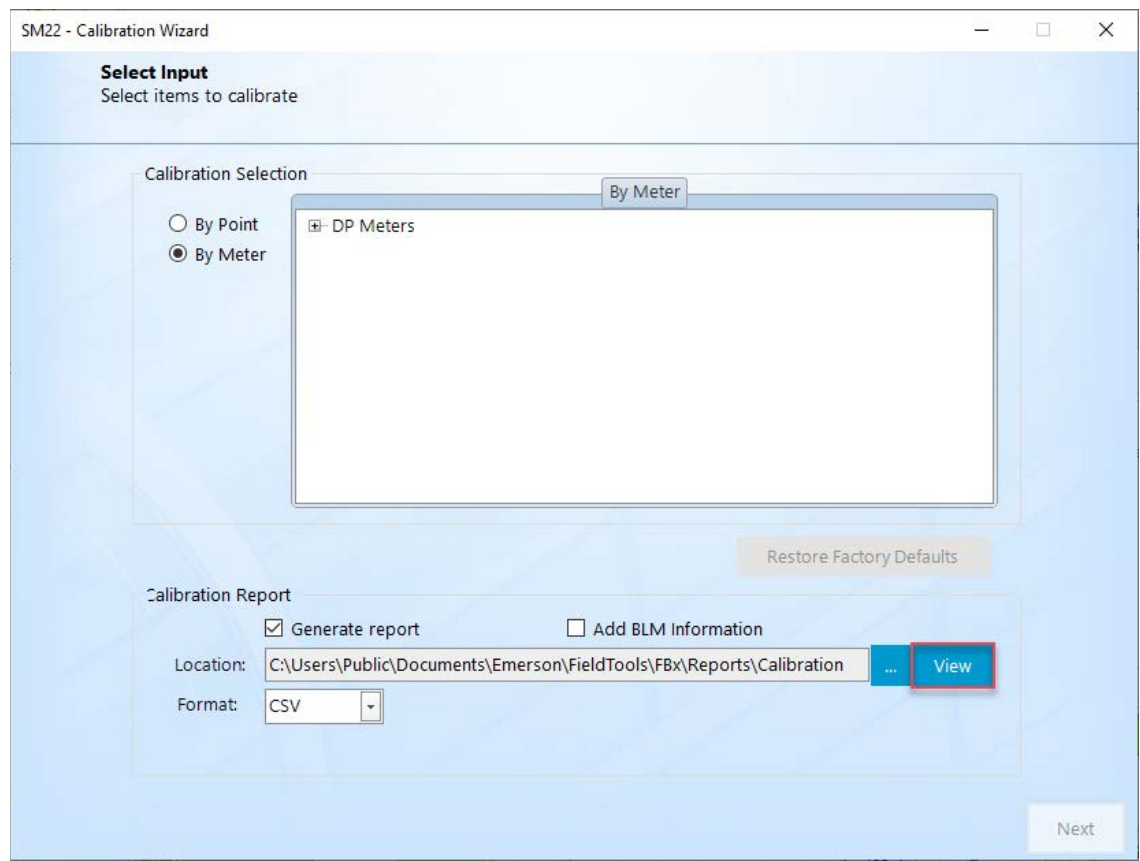 SM22 - Calibration Wizard
Select Input
Select items to calibrate
Calibration Selection
By Meter
By Point
By Meter
DP Meters
Restore Factory Defaults
Calibration Report
Generate report
Add BLM Information
Location: C:\Users\Public\Documents\Emerson\FieldTools\FBx\Reports\Calibration ... View
Format: CSV
Next